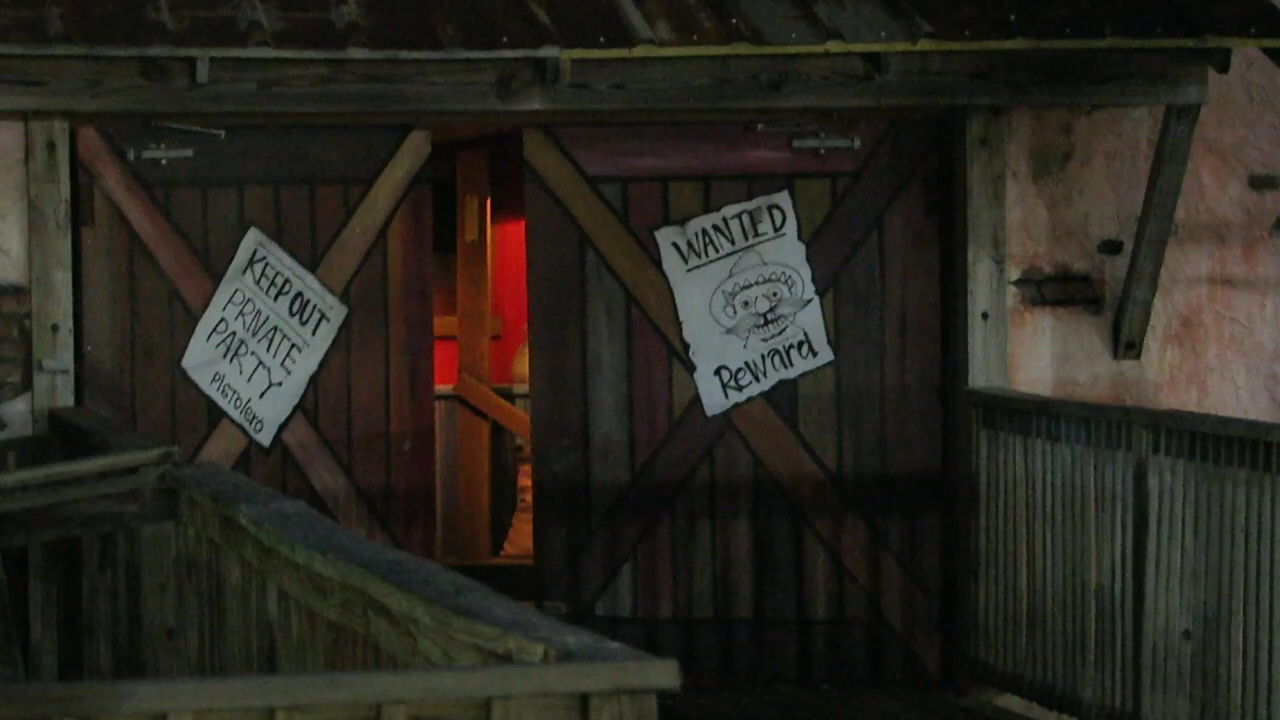 KEEP OUT
PRIVATE
PARTY
PISTOlero
WANTED
Reward